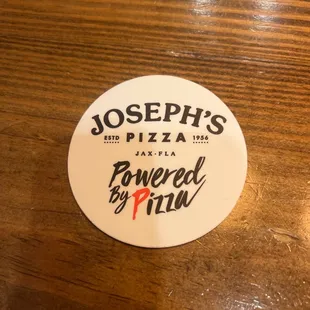 JOSEPH'S
ESTD PIZZA 1956
JAX-FLA
Powered
By Pizza